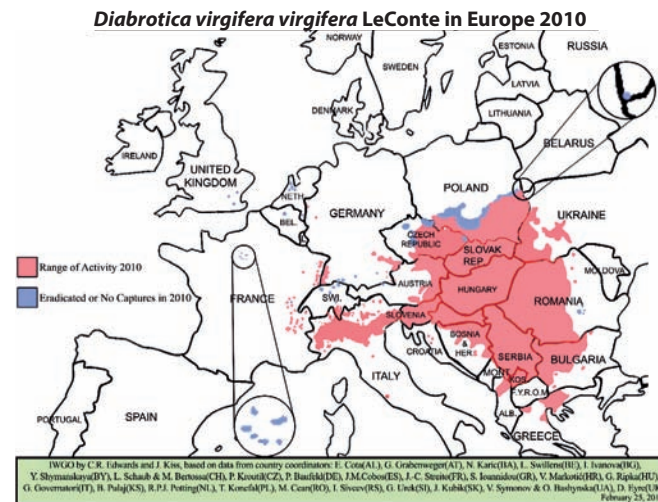 Diabrotica virgifera virgifera LeConte in Europe 2010
NORWAY
SWEDEN
ESTONIA
RUSSIA
LATVIA
LITHUANIA
DENMARK
IRELAND
UNITED
KINGDOM
BELARUS
NETH.
BEL.
GERMANY
POLAND
UKRAINE
CZECH
REPUBLIC
SLOVAK
REP.
Range of Activity 2010
Eradicated or No Captures in 2010
FRANCE
SWI.
AUSTRIA
HUNGARY
MOLDOVA
ROMANIA
SLOVENIA
CROATIA
BOSNIA
&
HER.
SERBIA
BULGARIA
ITALY
MONT.
KOS.
F.Y.R.O.M
ALB.
GREECE
PORTUGAL
SPAIN
IWGO by C.R. Edwards and J. Kiss, based on data from country coordinators: E. Cota(AL), G. Grabenweger(AT), N. Karic(BA), L. Swillens(BE), I. Ivanova(BG),
Y. Shymanskaya(BY), L. Schaub & M. Bertossa(CH), P. Kroutil(CZ), P. Baufeld(DE), J.M.Cobos(ES), J.-C. Streito(FR), S. Ioannidou(GR), V. Markotić(HR), G. Ripka(HU)
G. Governatori(IT), B. Palaj(KS), R.P.J. Potting(NL), T. Konefał(PL), M. Cean(RO), I. Sivcev(RS), G. Urek(SI), J. Kubik(SK), V. Symonov & O. Bashynska(UA), D. Eyre(UK)
February 25, 20